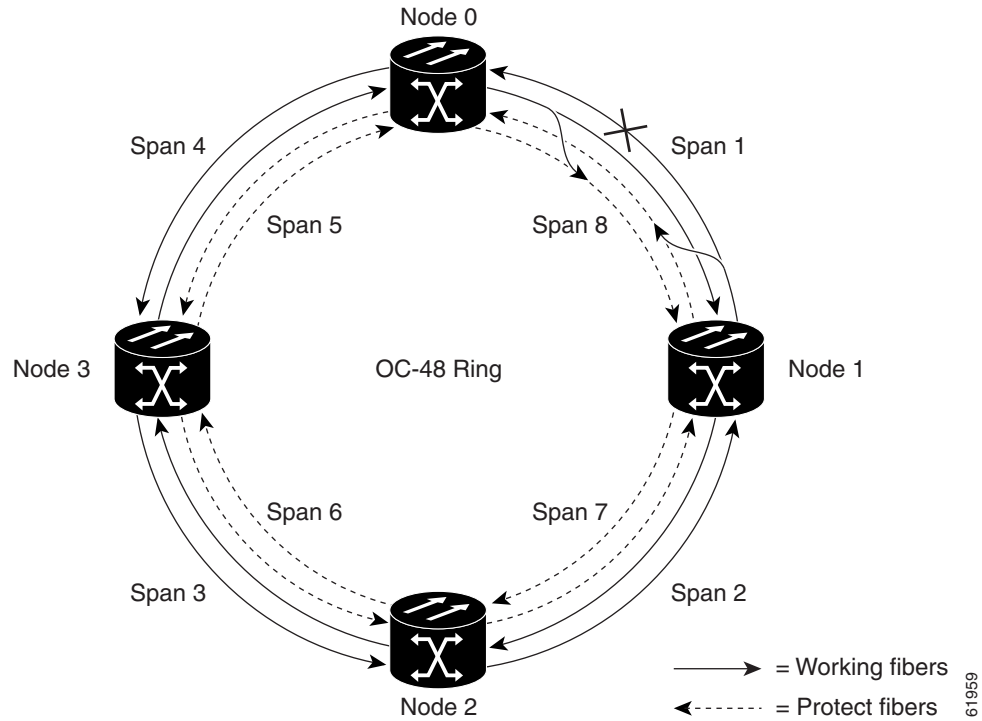 Node 0
Span 4
Span 1
Span 5
Span 8
Node 3
OC-48 Ring
Node 1
Span 6
Span 7
Span 3
Span 2
Node 2
= Working fibers
= Protect fibers
61959